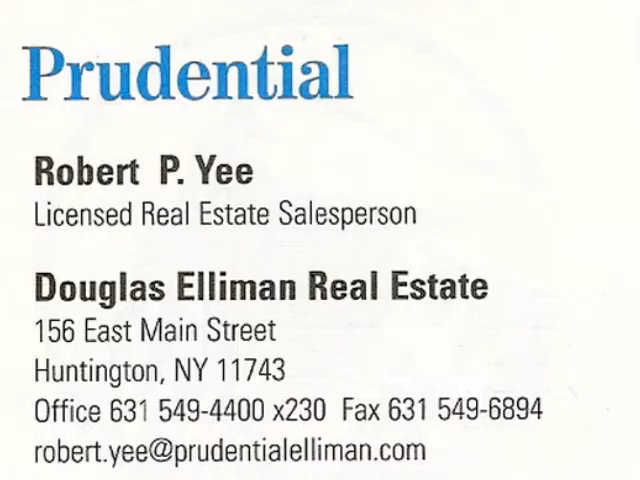 Prudential
Robert P. Yee
Licensed Real Estate Salesperson
Douglas Elliman Real Estate
156 East Main Street
Huntington, NY 11743
Office 631 549-4400 x230 Fax 631 549-6894
robert.yee@prudentialelliman.com